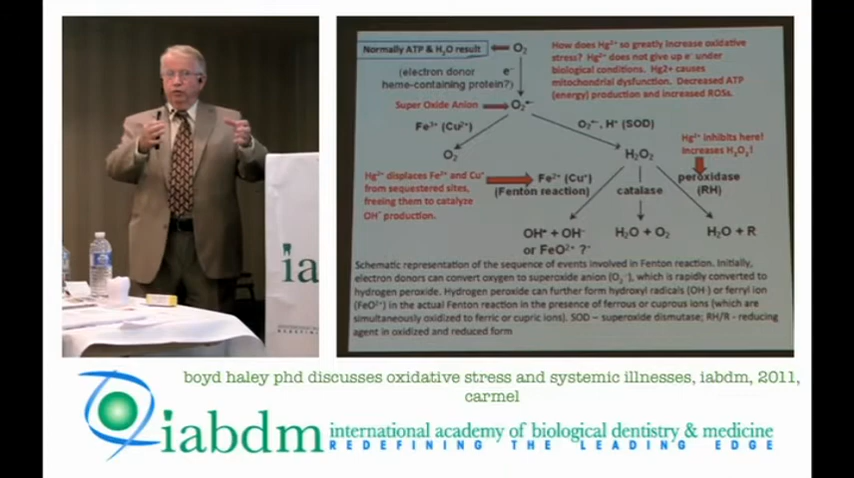 Normally ATP & H₂O result
O₂
How does Hg²⁺ so greatly increase oxidative
stress? Hg²⁺ does not give up e⁻ under
biological conditions. Hg2+ causes
mitochondrial dysfunction. Decreased ATP
(energy) production and increased ROSs.
(electron donor
heme-containing protein?)
e⁻
Super Oxide Anion
O₂•⁻
Fe³⁺ (Cu²⁺)
O₂•⁻, H⁺ (SOD)
O₂
H₂O₂
Hg²⁺ inhibits here!
Increases H₂O₂!
Hg²⁺ displaces Fe²⁺ and Cu⁺
from sequestered sites,
freeing them to catalyze
OH˙ production.
Fe²⁺ (Cu⁺)
(Fenton reaction)
catalase
peroxidase
(RH)
OH• + OH⁻
or FeO²⁺ ?⁻
H₂O + O₂
H₂O + R
Schematic representation of the sequence of events involved in Fenton reaction. Initially,
electron donors can convert oxygen to superoxide anion (O₂˙⁻), which is rapidly converted to
hydrogen peroxide. Hydrogen peroxide can further form hydroxyl radicals (OH·) or ferryl ion
(FeO²⁺) in the actual Fenton reaction in the presence of ferrous or cuprous ions (which are
simultaneously oxidized to ferric or cupric ions). SOD – superoxide dismutase; RH/R - reducing
agent in oxidized and reduced form
ia
boyd haley phd discusses oxidative stress and systemic illnesses, iabdm, 2011,
carmel
iabdm
international academy of biological dentistry & medicine
REDEFINING THE LEADING EDGE